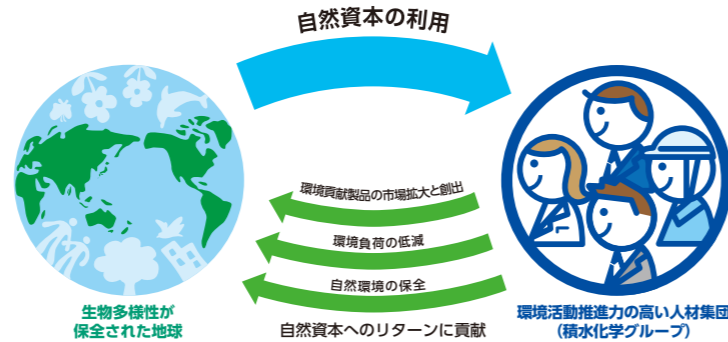 自然資本の利用
環境貢献製品の市場拡大と創出
環境負荷の低減
自然環境の保全
自然資本へのリターンに貢献
生物多様性が
保全された地球
環境活動推進力の高い人材集団
（積水化学グループ）